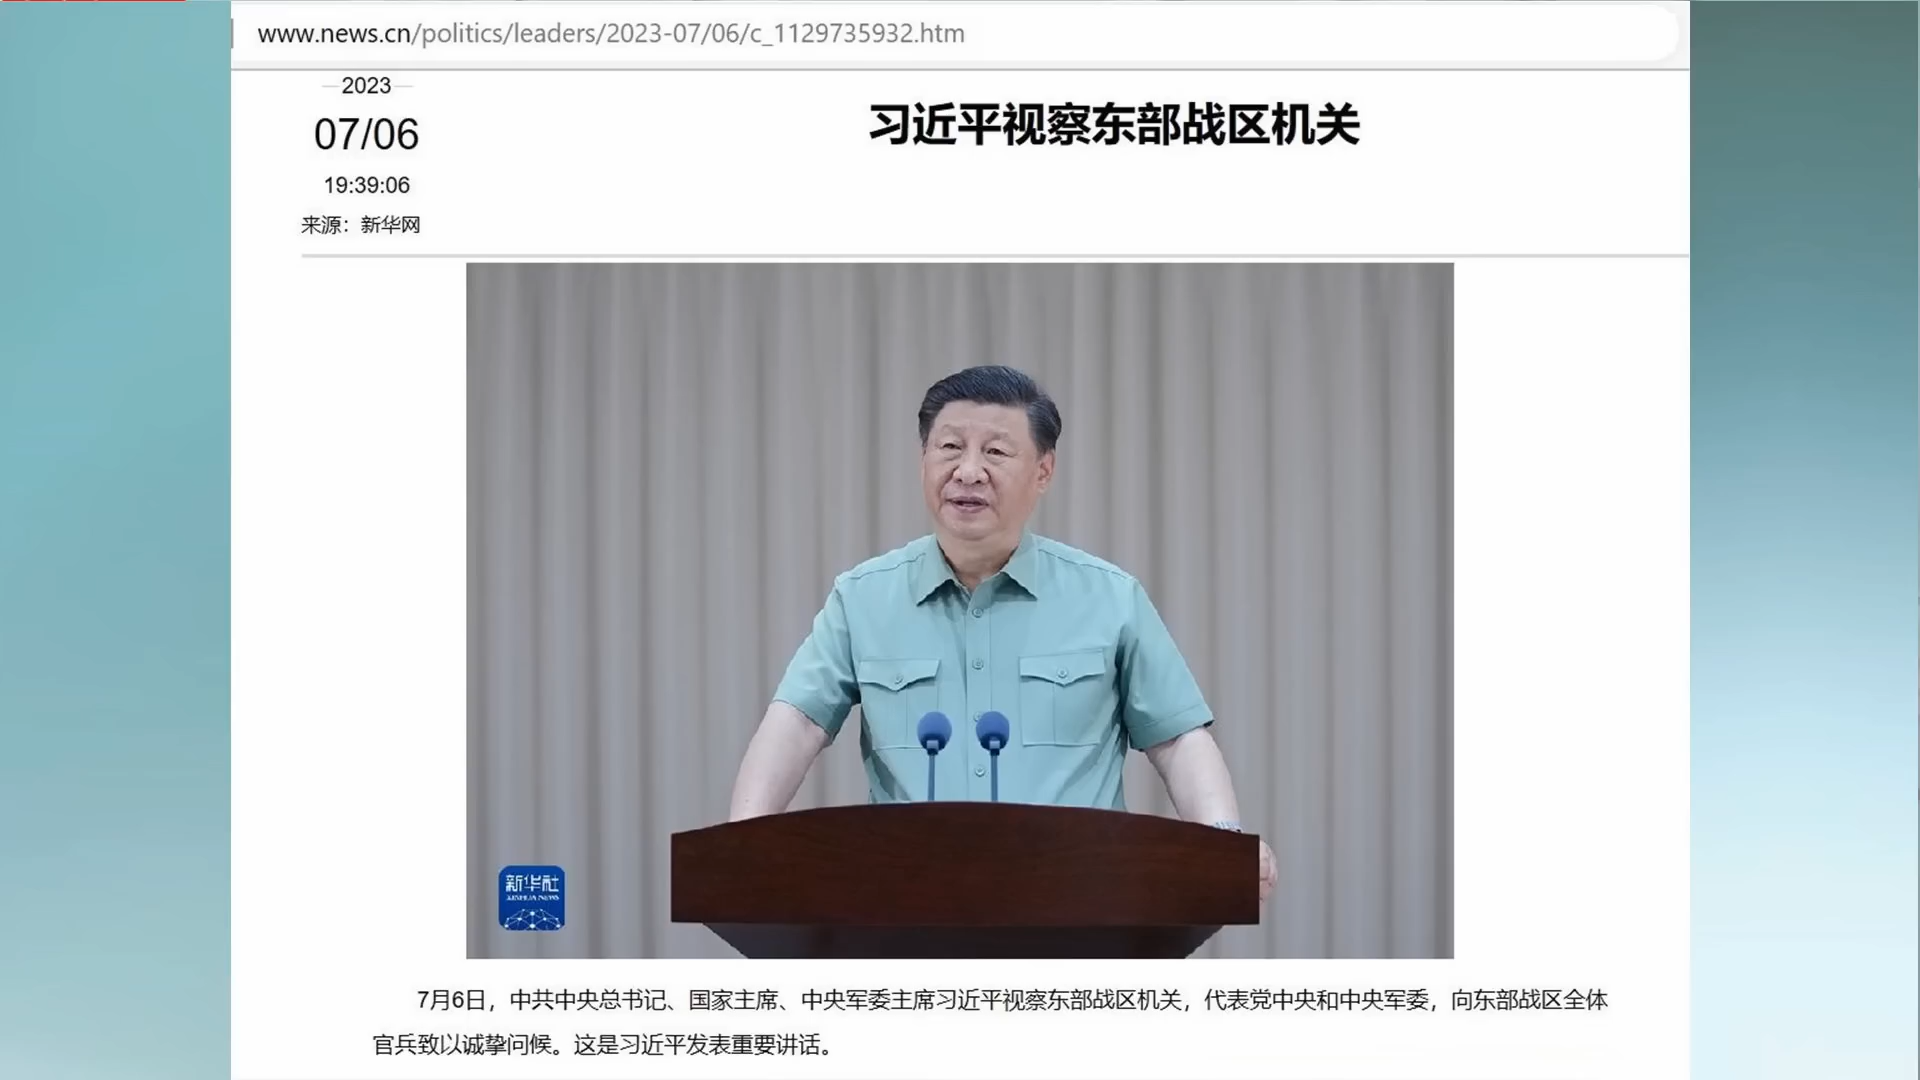 www.news.cn/politics/leaders/2023-07/06/c_1129735932.htm
2023
07/06
19:39:06
来源：新华网
习近平视察东部战区机关
新华社
XINHUA NEWS
7月6日，中共中央总书记、国家主席、中央军委主席习近平视察东部战区机关，代表党中央和中央军委，向东部战区全体
官兵致以诚挚问候。这是习近平发表重要讲话。